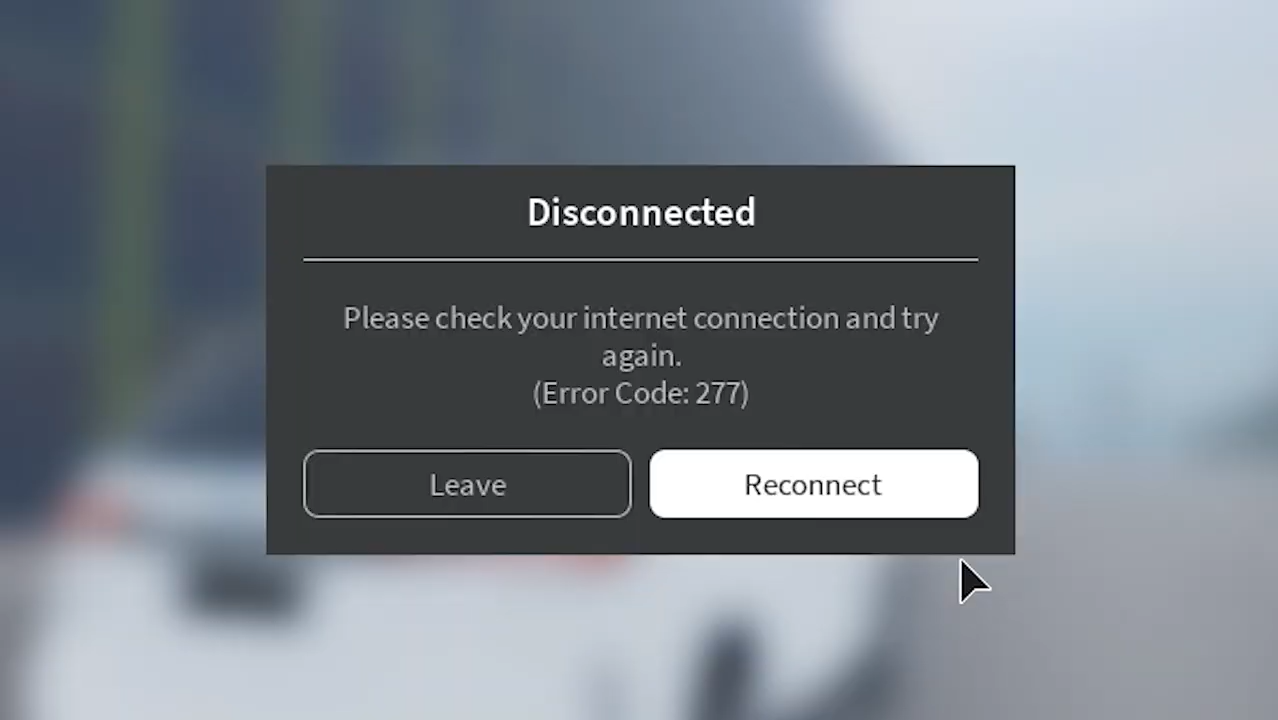 Disconnected
Please check your internet connection and try
again.
(Error Code: 277)
Leave
Reconnect